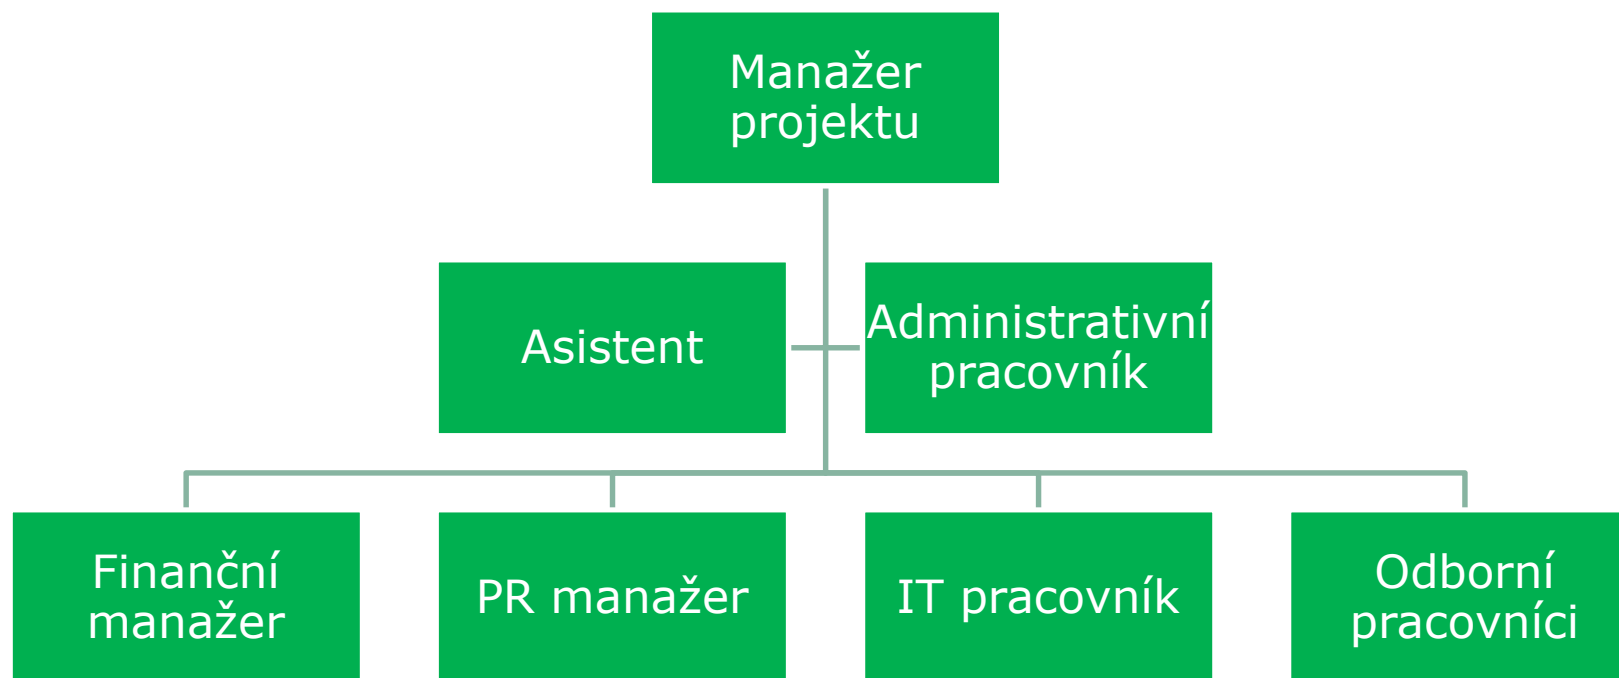 Manažer
projektu
Asistent
Administrativní
pracovník
Finanční
manažer
PR manažer
IT pracovník
Odborní
pracovníci